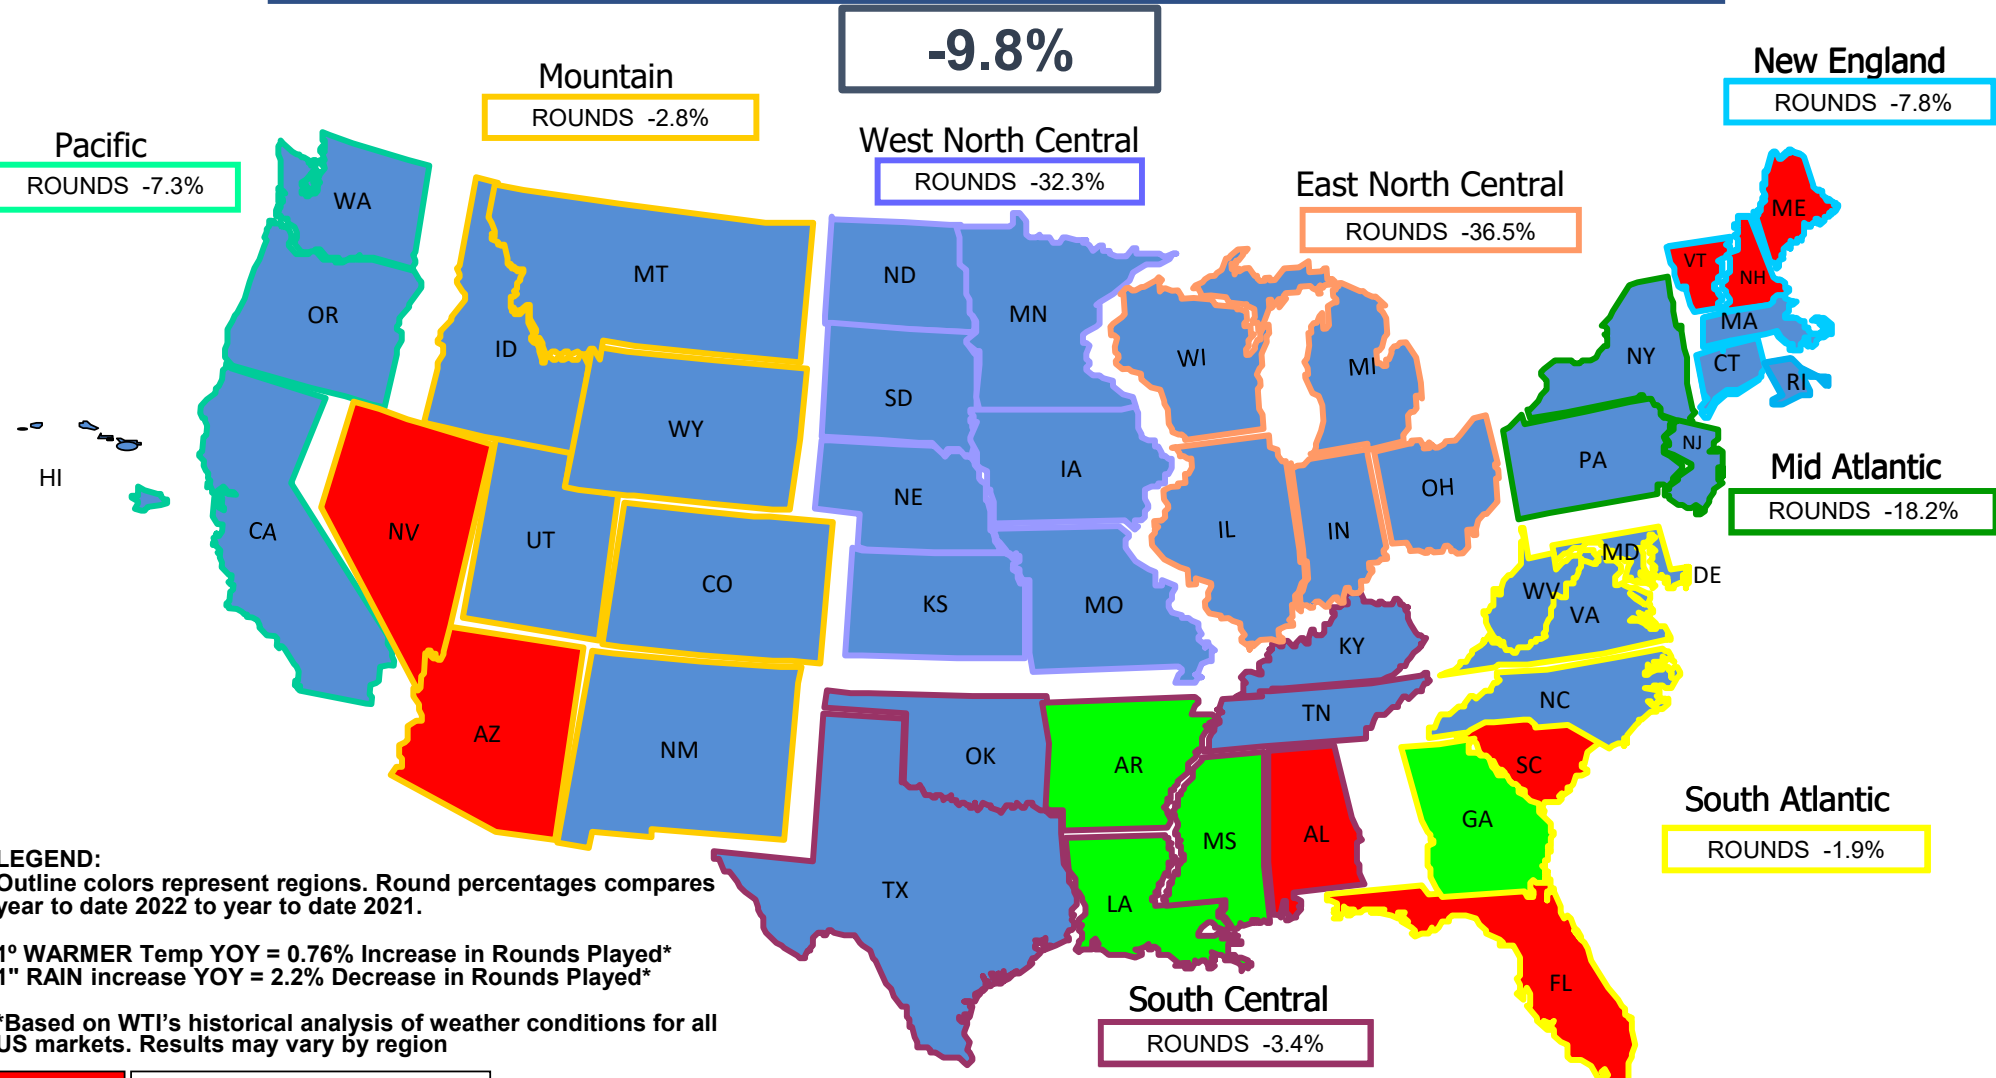 -9.8%
New England
ROUNDS -7.8%
Mountain
ROUNDS -2.8%
Pacific
ROUNDS -7.3%
West North Central
ROUNDS -32.3%
East North Central
ROUNDS -36.5%
WA
OR
CA
HI
MT
ID
WY
NV
UT
CO
AZ
NM
ND
MN
SD
IA
NE
KS
MO
WI
MI
IL
IN
OH
ME
VT
NH
MA
CT
RI
NY
PA
NJ
Mid Atlantic
ROUNDS -18.2%
MD
DE
WV
VA
NC
SC
GA
FL
South Atlantic
ROUNDS -1.9%
KY
TN
OK
AR
MS
AL
TX
LA
South Central
ROUNDS -3.4%
LEGEND:
Outline colors represent regions. Round percentages compares
year to date 2022 to year to date 2021.
1º WARMER Temp YOY = 0.76% Increase in Rounds Played*
1" RAIN increase YOY = 2.2% Decrease in Rounds Played*
*Based on WTI's historical analysis of weather conditions for all
US markets. Results may vary by region